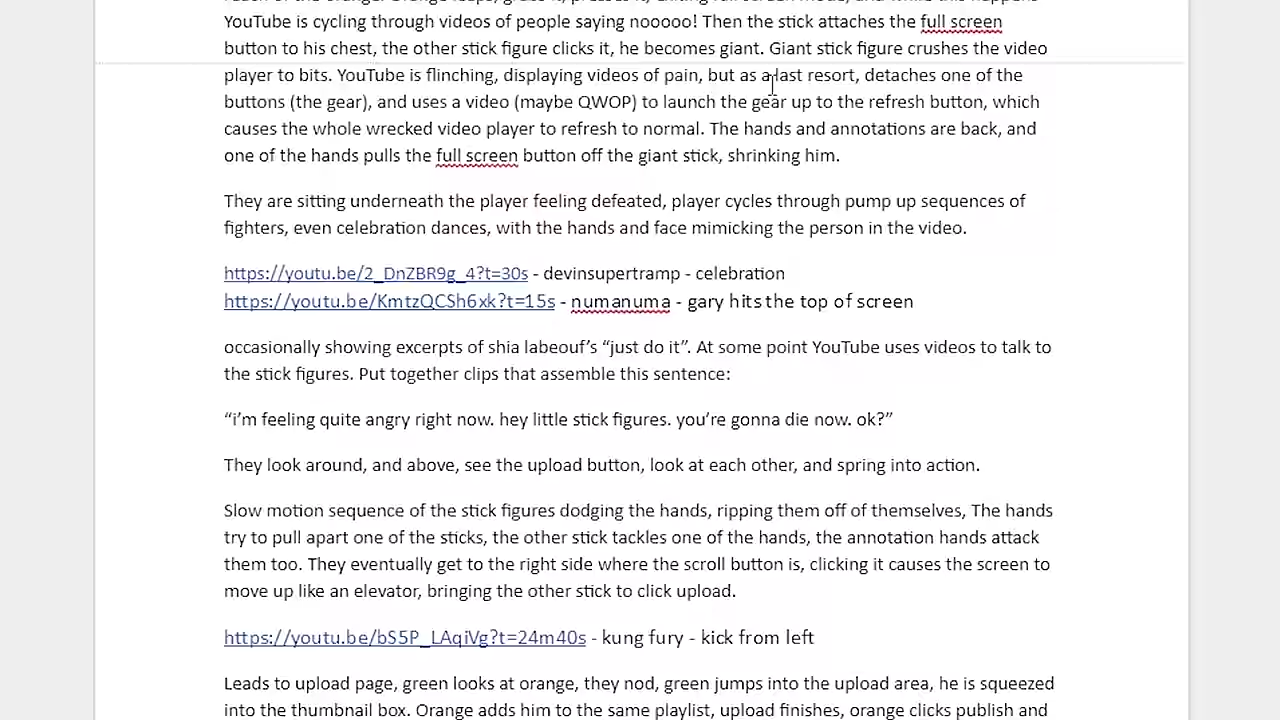 YouTube is cycling through videos of people saying nooooo! Then the stick attaches the full screen
button to his chest, the other stick figure clicks it, he becomes giant. Giant stick figure crushes the video
player to bits. YouTube is flinching, displaying videos of pain, but as a last resort, detaches one of the
buttons (the gear), and uses a video (maybe QWOP) to launch the gear up to the refresh button, which
causes the whole wrecked video player to refresh to normal. The hands and annotations are back, and
one of the hands pulls the full screen button off the giant stick, shrinking him.
They are sitting underneath the player feeling defeated, player cycles through pump up sequences of
fighters, even celebration dances, with the hands and face mimicking the person in the video.
https://youtu.be/2_DnZBR9g_4?t=30s - devinsupertramp - celebration
https://youtu.be/KmtzQCSh6xk?t=15s - numanuma - gary hits the top of screen
occasionally showing excerpts of shia labeouf’s “just do it”. At some point YouTube uses videos to talk to
the stick figures. Put together clips that assemble this sentence:
“i’m feeling quite angry right now. hey little stick figures. you’re gonna die now. ok?”
They look around, and above, see the upload button, look at each other, and spring into action.
Slow motion sequence of the stick figures dodging the hands, ripping them off of themselves, The hands
try to pull apart one of the sticks, the other stick tackles one of the hands, the annotation hands attack
them too. They eventually get to the right side where the scroll button is, clicking it causes the screen to
move up like an elevator, bringing the other stick to click upload.
https://youtu.be/bS5P_LAqiVg?t=24m40s - kung fury - kick from left
Leads to upload page, green looks at orange, they nod, green jumps into the upload area, he is squeezed
into the thumbnail box. Orange adds him to the same playlist, upload finishes, orange clicks publish and